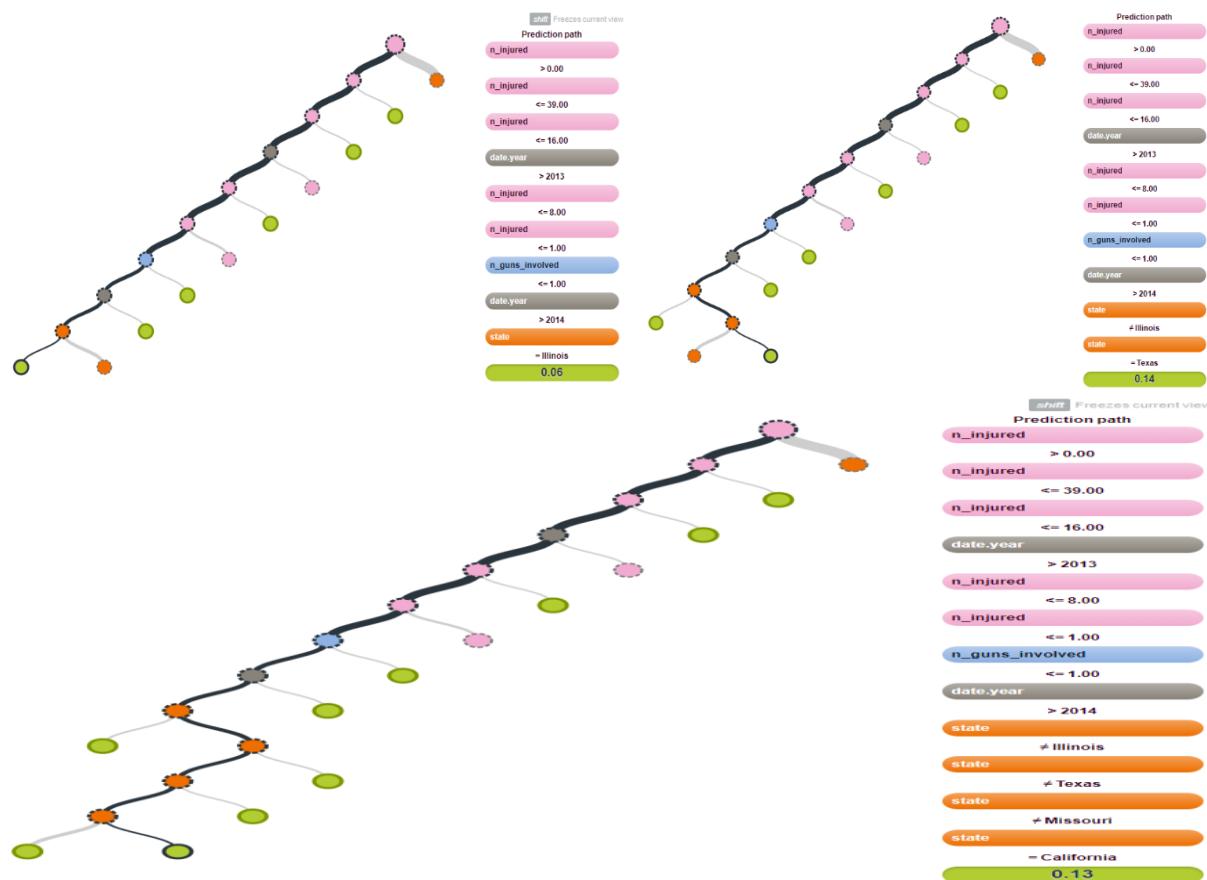 shift Freezes current view
Prediction path
n_injured
> 0.00
n_injured
<= 39.00
n_injured
<= 16.00
date.year
> 2013
n_injured
<= 8.00
n_injured
<= 1.00
n_guns_involved
<= 1.00
date.year
> 2014
state
= Illinois
0.06
Prediction path
n_injured
> 0.00
n_injured
<= 39.00
n_injured
<= 16.00
date.year
> 2013
n_injured
<= 8.00
n_injured
<= 1.00
n_guns_involved
<= 1.00
date.year
> 2014
state
≠ Illinois
state
= Texas
0.14
shift Freezes current view
Prediction path
n_injured
> 0.00
n_injured
<= 39.00
n_injured
<= 16.00
date.year
> 2013
n_injured
<= 8.00
n_injured
<= 1.00
n_guns_involved
<= 1.00
date.year
> 2014
state
≠ Illinois
state
≠ Texas
state
≠ Missouri
state
= California
0.13